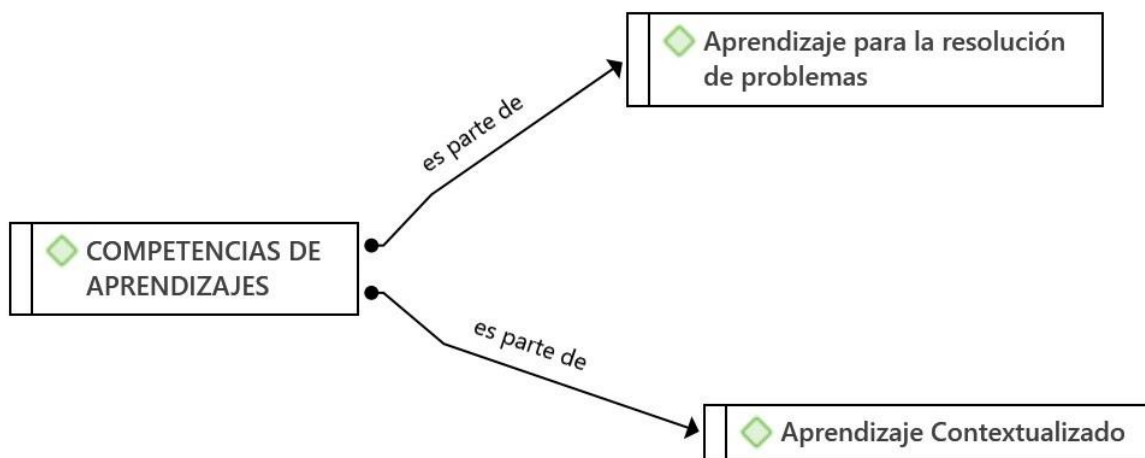 Aprendizaje para la resolución
de problemas
es parte de
COMPETENCIAS DE
APRENDIZAJES
es parte de
Aprendizaje Contextualizado